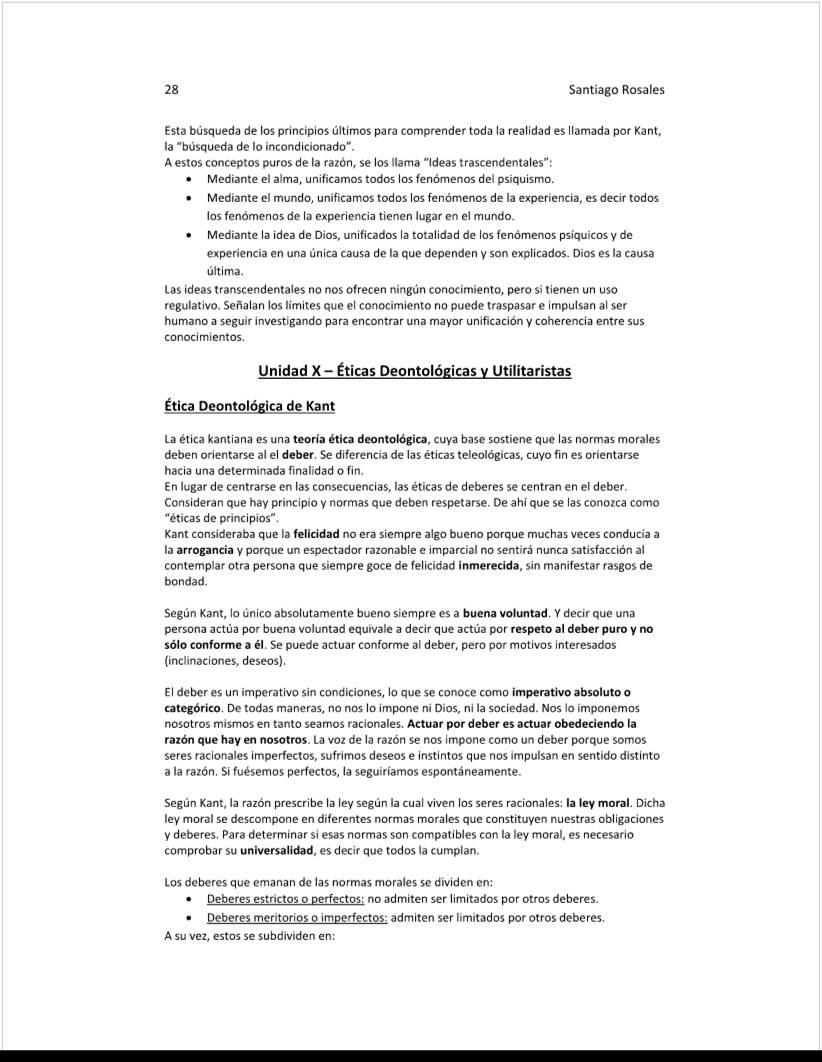 28 Santiago Rosales
Esta búsqueda de los principios últimos para comprender toda la realidad es llamada por Kant,
la “búsqueda de lo incondicionado”.
A estos conceptos puros de la razón, se los llama “Ideas trascendentales”:
• Mediante el alma, unificamos todos los fenómenos del psiquismo.
• Mediante el mundo, unificamos todos los fenómenos de la experiencia, es decir todos
los fenómenos de la experiencia tienen lugar en el mundo.
• Mediante la idea de Dios, unificados la totalidad de los fenómenos psíquicos y de
experiencia en una única causa de la que dependen y son explicados. Dios es la causa
última.
Las ideas transcendentales no nos ofrecen ningún conocimiento, pero si tienen un uso
regulativo. Señalan los límites que el conocimiento no puede traspasar e impulsan al ser
humano a seguir investigando para encontrar una mayor unificación y coherencia entre sus
conocimientos.
Unidad X – Éticas Deontológicas y Utilitaristas
Ética Deontológica de Kant
La ética kantiana es una teoría ética deontológica, cuya base sostiene que las normas morales
deben orientarse al el deber. Se diferencia de las éticas teleológicas, cuyo fin es orientarse
hacia una determinada finalidad o fin.
En lugar de centrarse en las consecuencias, las éticas de deberes se centran en el deber.
Consideran que hay principio y normas que deben respetarse. De ahí que se las conozca como
“éticas de principios”.
Kant consideraba que la felicidad no era siempre algo bueno porque muchas veces conducía a
la arrogancia y porque un espectador razonable e imparcial no sentirá nunca satisfacción al
contemplar otra persona que siempre goce de felicidad inmerecida, sin manifestar rasgos de
bondad.
Según Kant, lo único absolutamente bueno siempre es a buena voluntad. Y decir que una
persona actúa por buena voluntad equivale a decir que actúa por respeto al deber puro y no
sólo conforme a él. Se puede actuar conforme al deber, pero por motivos interesados
(inclinaciones, deseos).
El deber es un imperativo sin condiciones, lo que se conoce como imperativo absoluto o
categórico. De todas maneras, no nos lo impone ni Dios, ni la sociedad. Nos lo imponemos
nosotros mismos en tanto seamos racionales. Actuar por deber es actuar obedeciendo la
razón que hay en nosotros. La voz de la razón se nos impone como un deber porque somos
seres racionales imperfectos, sufrimos deseos e instintos que nos impulsan en sentido distinto
a la razón. Si fuésemos perfectos, la seguiríamos espontáneamente.
Según Kant, la razón prescribe la ley según la cual viven los seres racionales: la ley moral. Dicha
ley moral se descompone en diferentes normas morales que constituyen nuestras obligaciones
y deberes. Para determinar si esas normas son compatibles con la ley moral, es necesario
comprobar su universalidad, es decir que todos la cumplan.
Los deberes que emanan de las normas morales se dividen en:
• Deberes estrictos o perfectos: no admiten ser limitados por otros deberes.
• Deberes meritorios o imperfectos: admiten ser limitados por otros deberes.
A su vez, estos se subdividen en: